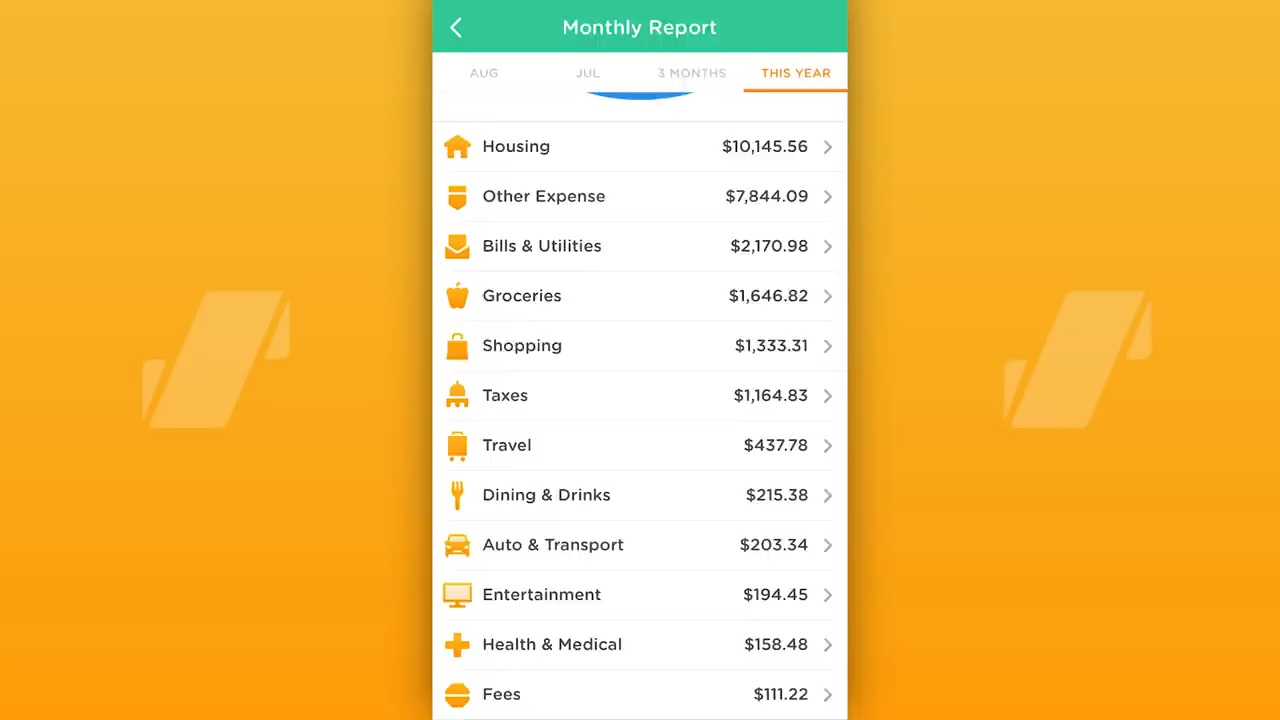 Monthly Report
AUG JUL 3 MONTHS THIS YEAR
Housing $10,145.56
Other Expense $7,844.09
Bills & Utilities $2,170.98
Groceries $1,646.82
Shopping $1,333.31
Taxes $1,164.83
Travel $437.78
Dining & Drinks $215.38
Auto & Transport $203.34
Entertainment $194.45
Health & Medical $158.48
Fees $111.22